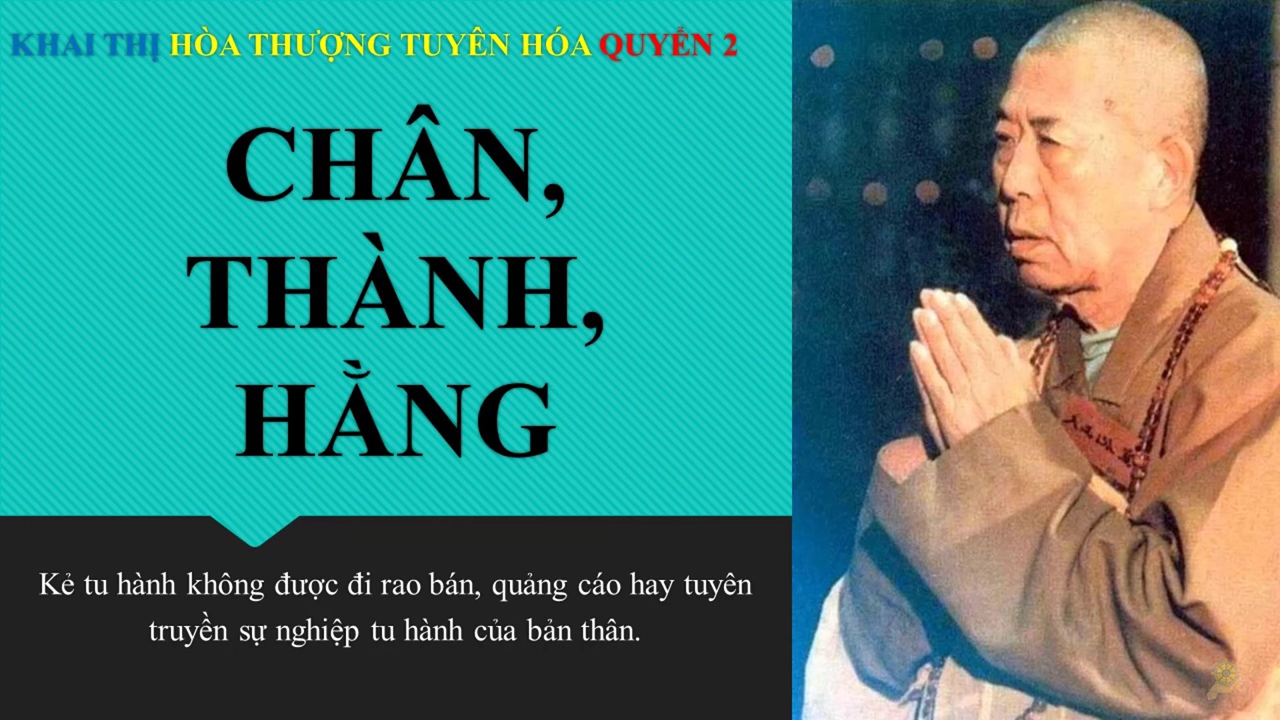 KHAI THỊ HÒA THƯỢNG TUYÊN HÓA QUYỂN 2
CHÂN,
THÀNH,
HẰNG
Kẻ tu hành không được đi rao bán, quảng cáo hay tuyên
truyền sự nghiệp tu hành của bản thân.